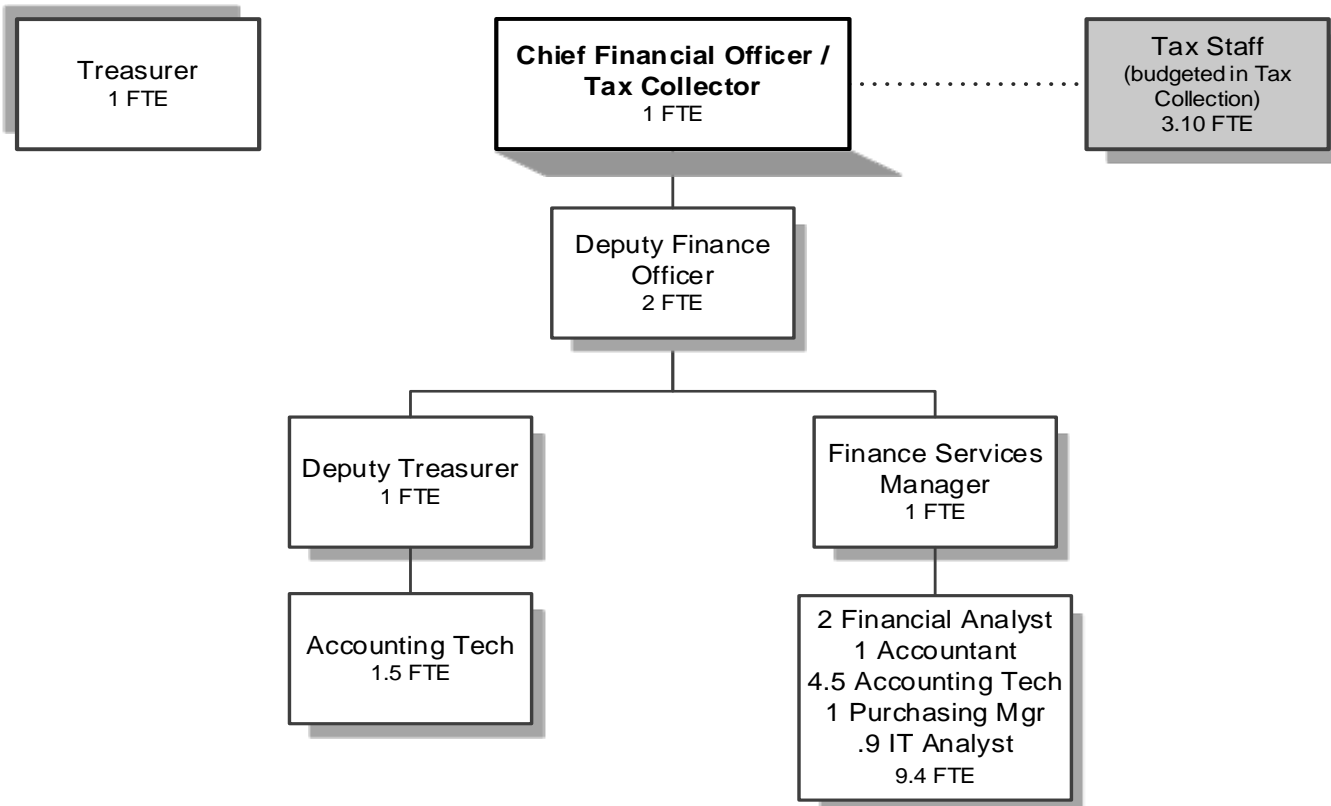 Treasurer
1 FTE
Chief Financial Officer /
Tax Collector
1 FTE
Tax Staff
(budgeted in Tax
Collection)
3.10 FTE
Deputy Finance
Officer
2 FTE
Deputy Treasurer
1 FTE
Finance Services
Manager
1 FTE
Accounting Tech
1.5 FTE
2 Financial Analyst
1 Accountant
4.5 Accounting Tech
1 Purchasing Mgr
.9 IT Analyst
9.4 FTE